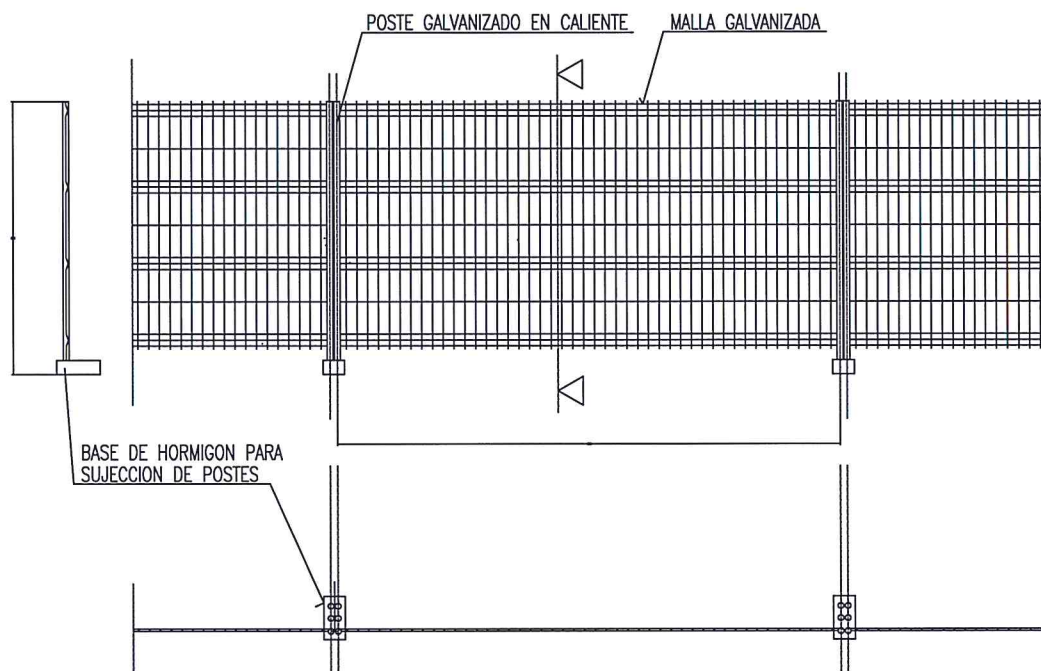 POSTE GALVANIZADO EN CALIENTE
MALLA GALVANIZADA
BASE DE HORMIGON PARA
SUJECCION DE POSTES